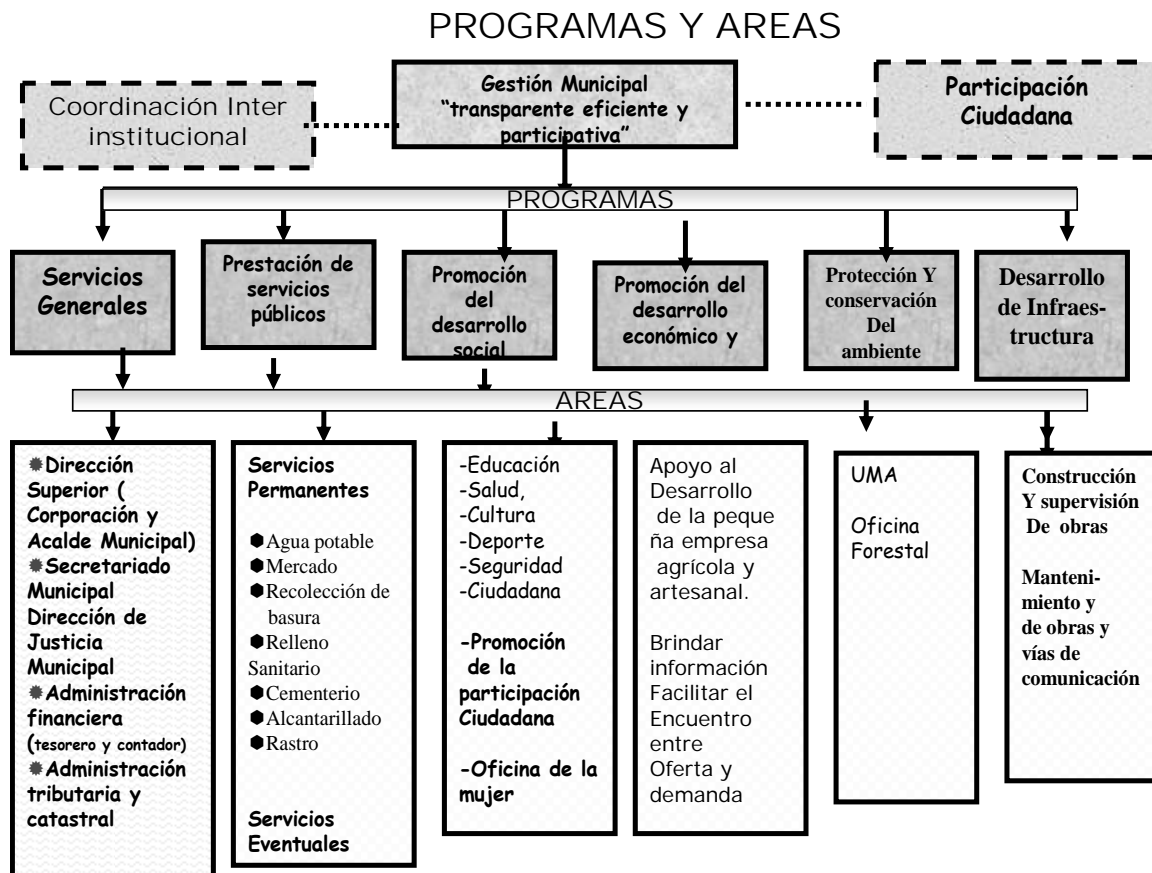 PROGRAMAS Y AREAS
Coordinación Inter
institucional
Gestión Municipal
“transparente eficiente y
participativa”
Participación
Ciudadana
PROGRAMAS
Servicios
Generales
Prestación de
servicios
públicos
Promoción
del
desarrollo
social
Promoción del
desarrollo
económico y
Protección Y
conservación
Del
ambiente
Desarrollo
de Infraes-
tructura
AREAS
Dirección
Superior (
Corporación y
Acalde Municipal)
Secretariado
Municipal
Dirección de
Justicia
Municipal
Administración
financiera
(tesorero y contador)
Administración
tributaria y
catastral
Servicios
Permanentes
Agua potable
Mercado
Recolección de
basura
Relleno
Sanitario
Cementerio
Alcantarillado
Rastro
Servicios
Eventuales
-Educación
-Salud,
-Cultura
-Deporte
-Seguridad
-Ciudadana
-Promoción
de la
participación
Ciudadana
-Oficina de la
mujer
Apoyo al
Desarrollo
de la peque
ña empresa
agrícola y
artesanal.
Brindar
información
Facilitar el
Encuentro
entre
Oferta y
demanda
UMA
Oficina
Forestal
Construcción
Y supervisión
De obras
Manteni-
miento y
de obras y
vías de
comunicación